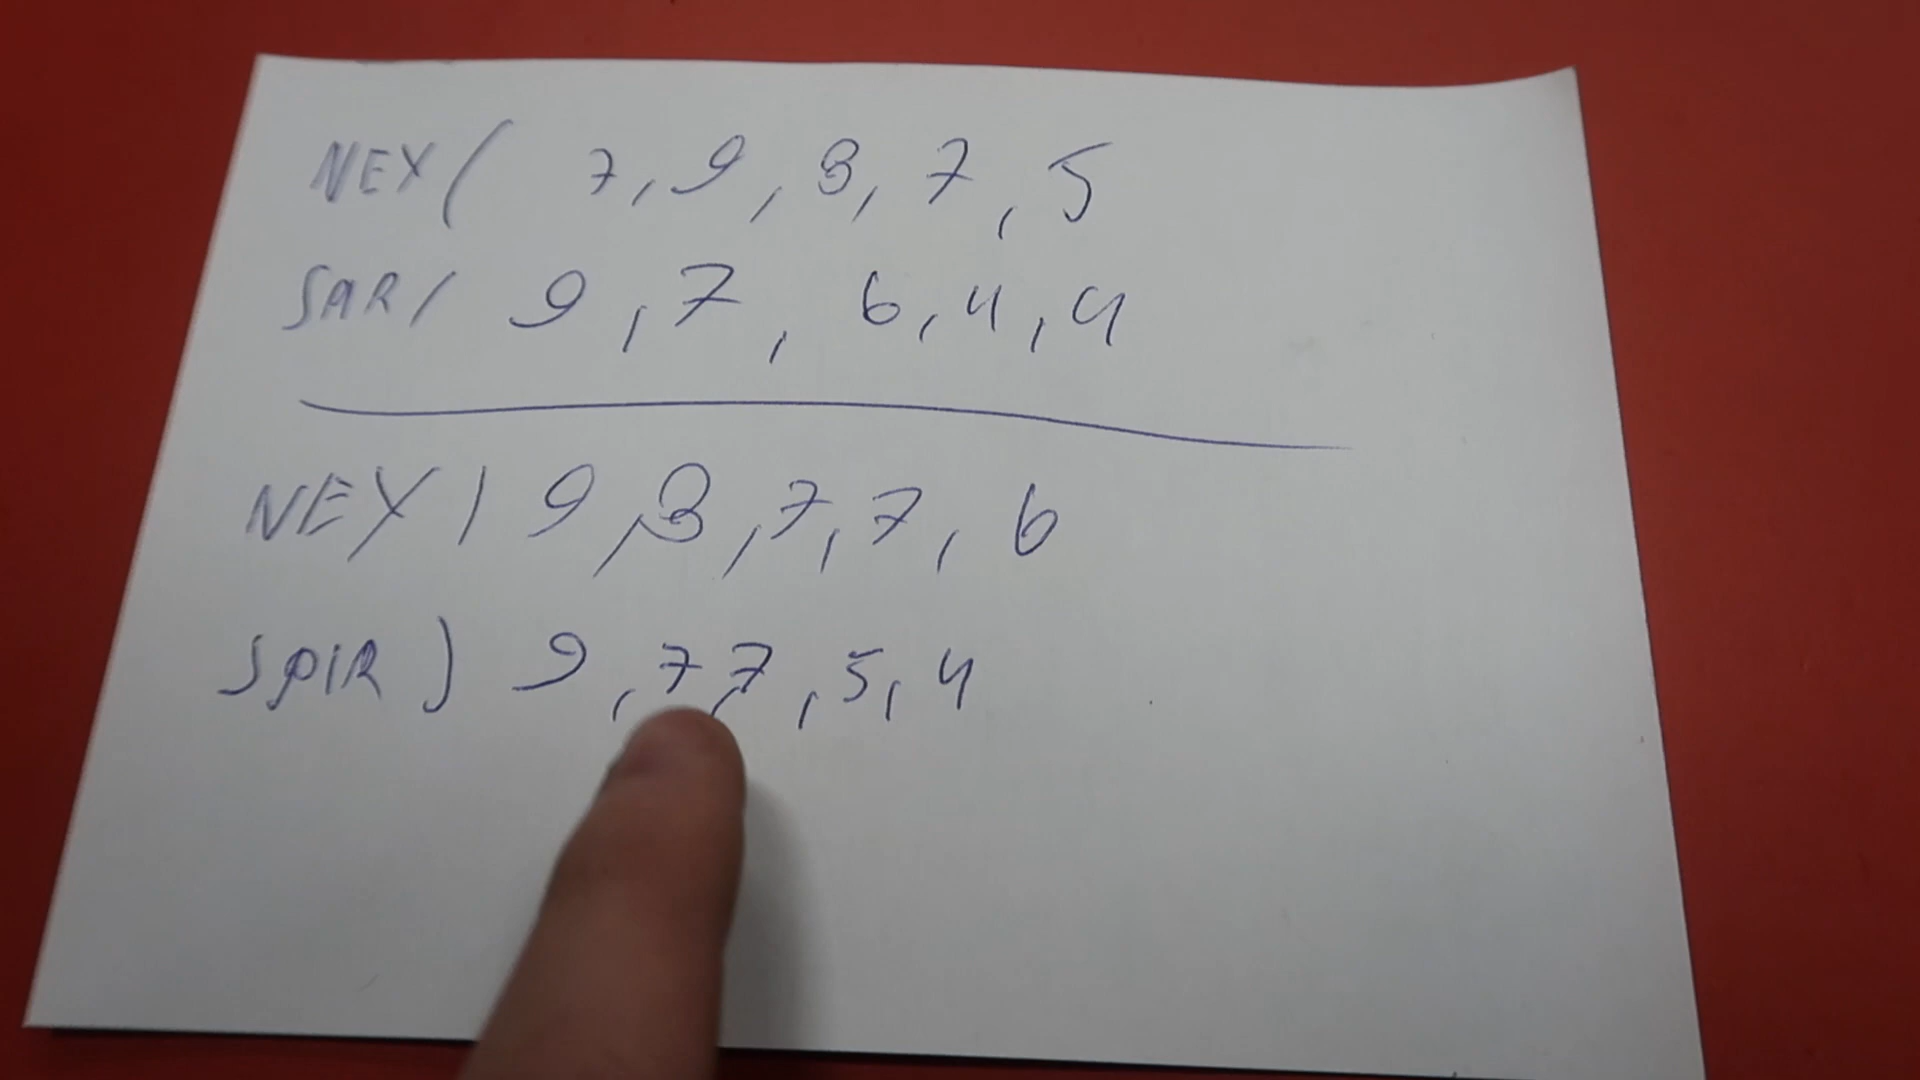 NEX( 7, 9, 8, 7, 5
SAR/ 9, 7, 6, 4, 4
NEX) 9, 8, 7, 7, 6
SPIR) 9, 7, 7, 5, 4